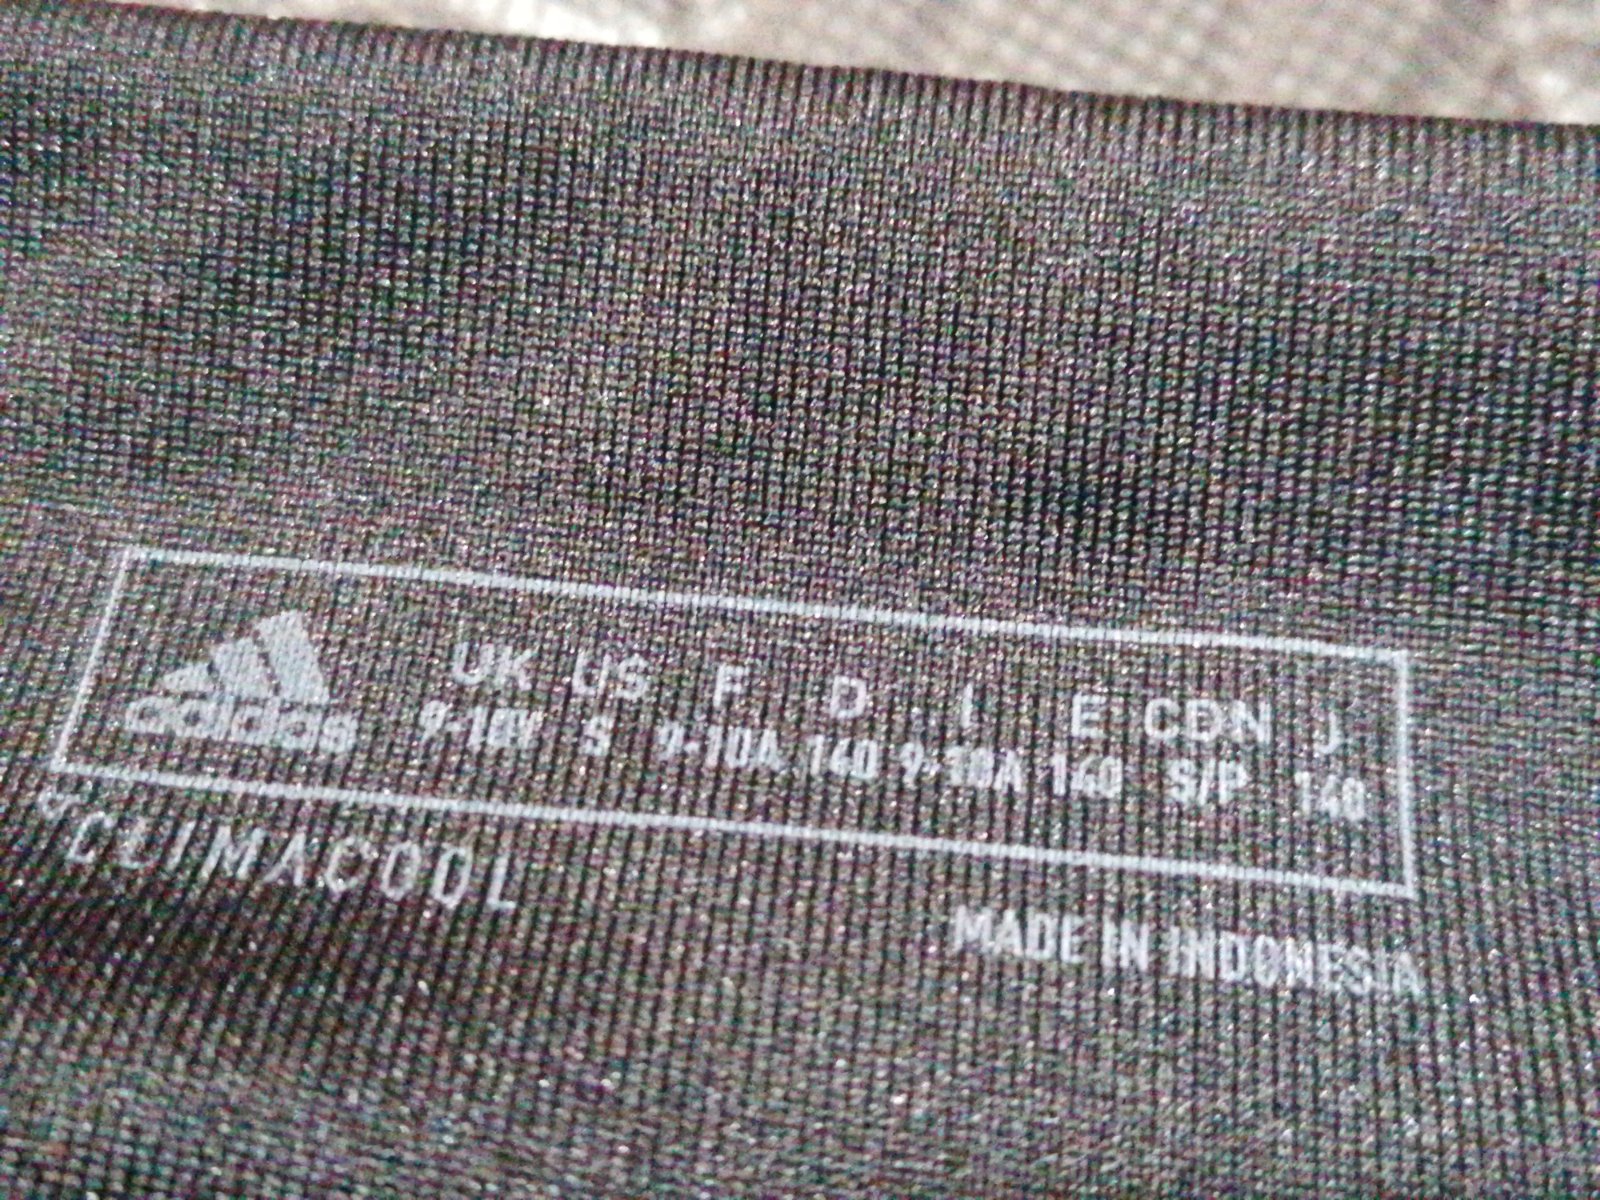 adidas
UK US F D I E CDN J
9-10Y S 9-10A 140 9-10A 140 S/P 140
CLIMACOOL
MADE IN INDONESIA